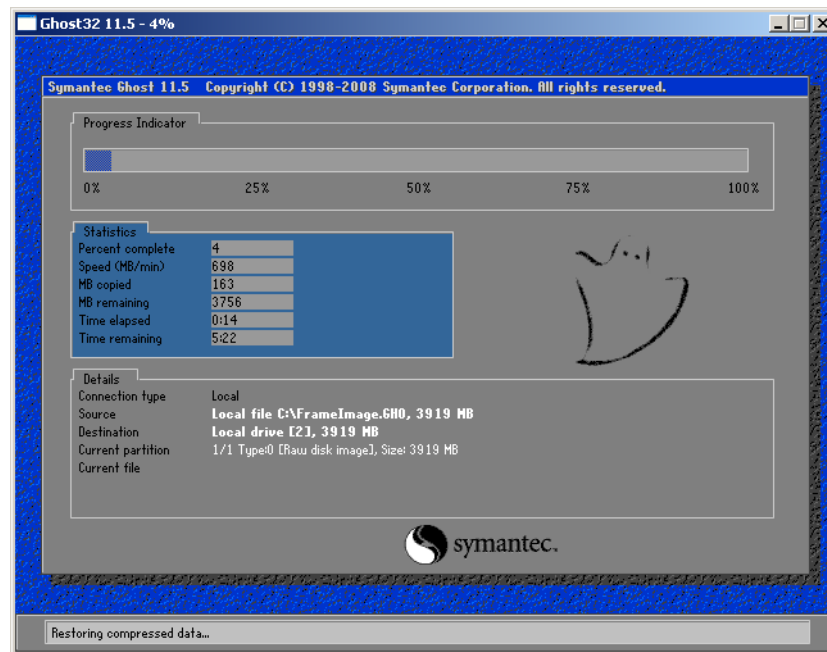 Ghost32 11.5 - 4%
Symantec Ghost 11.5 Copyright (C) 1998-2008 Symantec Corporation. All rights reserved.
Progress Indicator
0% 25% 50% 75% 100%
Statistics
Percent complete 4
Speed (MB/min) 698
MB copied 163
MB remaining 3756
Time elapsed 0:14
Time remaining 5:22
Details
Connection type Local
Source Local file C:\FrameImage.GHO, 3919 MB
Destination Local drive [2], 3919 MB
Current partition 1/1 Type:0 [Raw disk image], Size: 3919 MB
Current file
symantec.
Restoring compressed data...